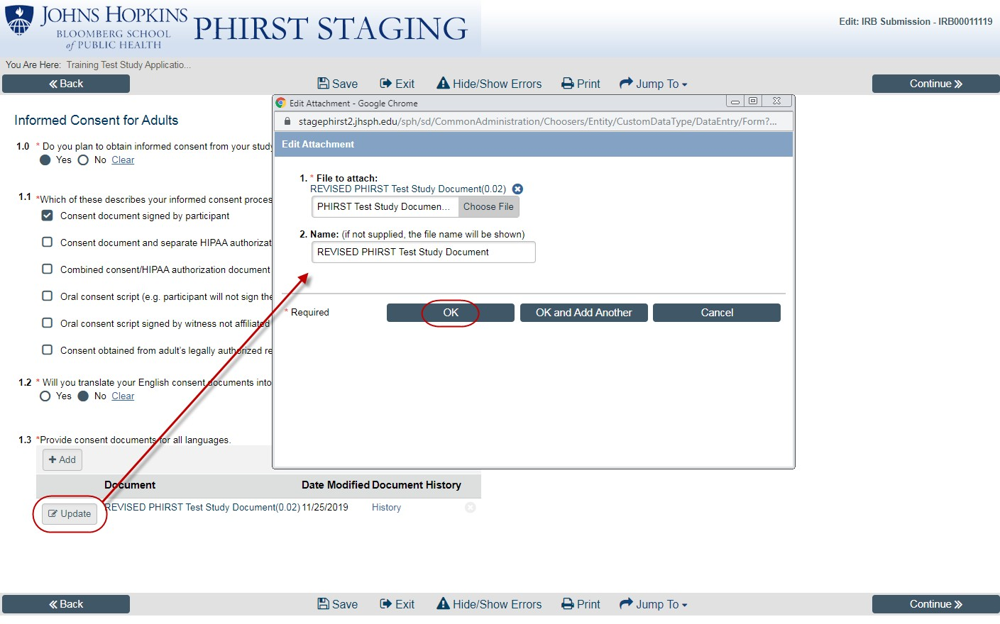 JOHNS HOPKINS
BLOOMBERG SCHOOL
of PUBLIC HEALTH
PHIRST STAGING
Edit: IRB Submission - IRB00011119
You Are Here: Training Test Study Applicatio...
Back
Save
Exit
Hide/Show Errors
Print
Jump To
Continue
Edit Attachment - Google Chrome
stagephirst2.jhsph.edu/sph/sd/CommonAdministration/Choosers/Entity/CustomDataType/DataEntry/Form?...
Edit Attachment
1. * File to attach:
REVISED PHIRST Test Study Document(0.02)
PHIRST Test Study Documen... Choose File
2. Name: (if not supplied, the file name will be shown)
REVISED PHIRST Test Study Document
* Required
OK
OK and Add Another
Cancel
Informed Consent for Adults
1.0 * Do you plan to obtain informed consent from your study
Yes No Clear
1.1 *Which of these describes your informed consent proces
Consent document signed by participant
Consent document and separate HIPAA authorizat
Combined consent/HIPAA authorization document
Oral consent script (e.g. participant will not sign the
Oral consent script signed by witness not affiliated
Consent obtained from adult's legally authorized re
1.2 * Will you translate your English consent documents into
Yes No Clear
1.3 *Provide consent documents for all languages.
+ Add
Document Date Modified Document History
Update REVISED PHIRST Test Study Document(0.02) 11/25/2019 History
Back
Save
Exit
Hide/Show Errors
Print
Jump To
Continue